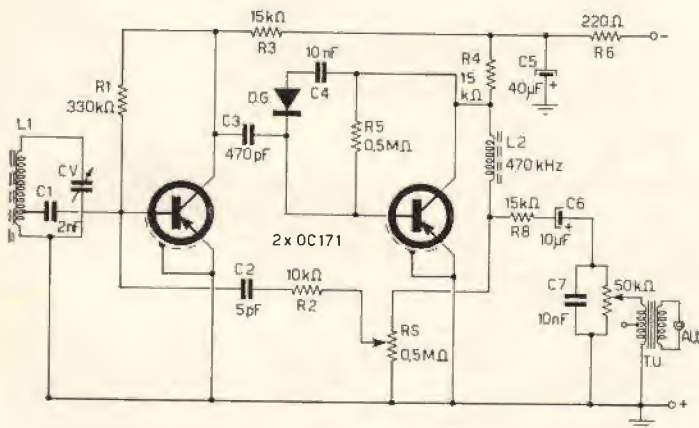 15kΩ
R3
220Ω
R6
-
R1
330kΩ
10nF
C4
D.G.
R4
15
kΩ
C5
40µF
+
L1
CV
C1
2nF
C3
470pF
R5
0,5MΩ
L2
470 kHz
2x OC171
15kΩ
R8
C6
10µF
+
C2
5pF
10kΩ
R2
RS
0,5MΩ
C7
10nF
50kΩ
T.U.
AU.
+